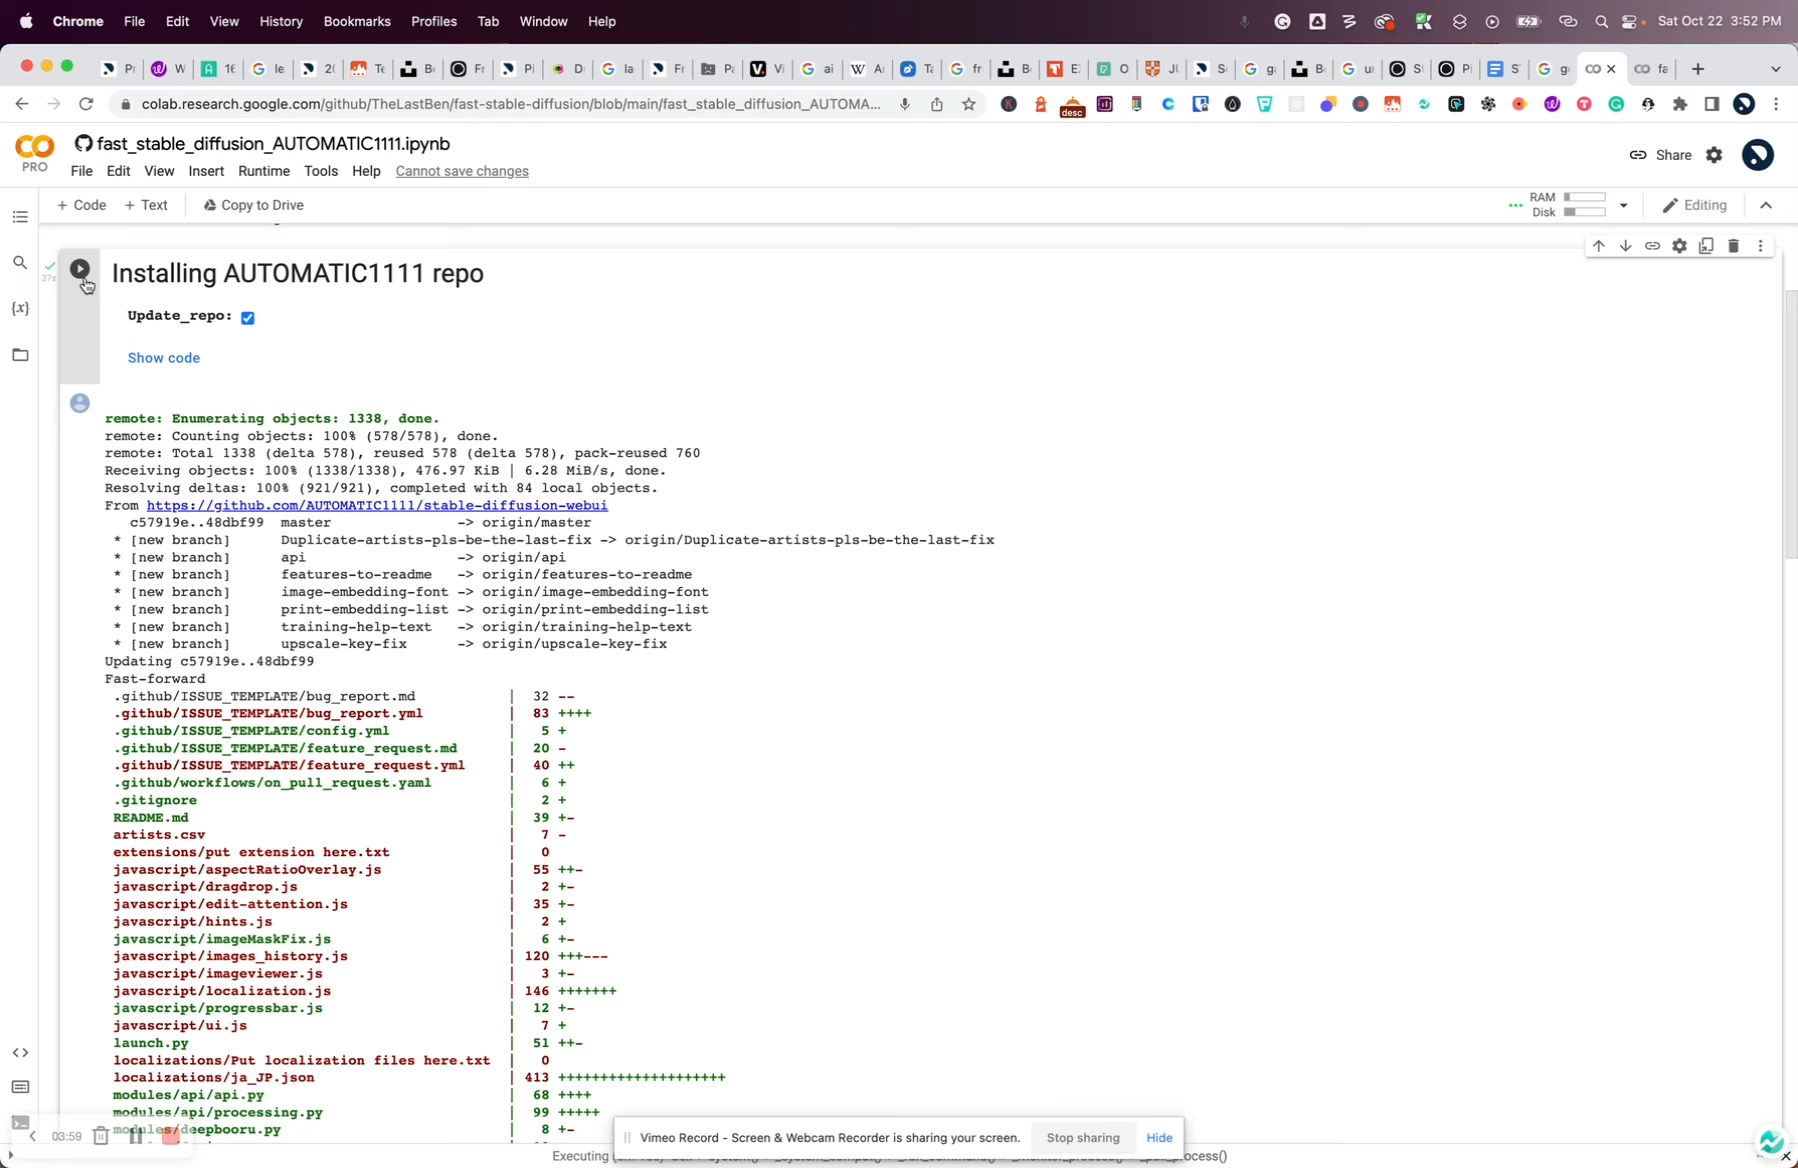 Chrome File Edit View History Bookmarks Profiles Tab Window Help Sat Oct 22 3:52 PM
colab.research.google.com/github/TheLastBen/fast-stable-diffusion/blob/main/fast_stable_diffusion_AUTOMA...
desc
CO
PRO
fast_stable_diffusion_AUTOMATIC1111.ipynb
File Edit View Insert Runtime Tools Help Cannot save changes
Share
+ Code + Text Copy to Drive
RAM
Disk
Editing
37s
Installing AUTOMATIC1111 repo
Update_repo:
Show code
remote: Enumerating objects: 1338, done.
remote: Counting objects: 100% (578/578), done.
remote: Total 1338 (delta 578), reused 578 (delta 578), pack-reused 760
Receiving objects: 100% (1338/1338), 476.97 KiB | 6.28 MiB/s, done.
Resolving deltas: 100% (921/921), completed with 84 local objects.
From https://github.com/AUTOMATIC1111/stable-diffusion-webui
c57919e..48dbf99 master -> origin/master
* [new branch] Duplicate-artists-pls-be-the-last-fix -> origin/Duplicate-artists-pls-be-the-last-fix
* [new branch] api -> origin/api
* [new branch] features-to-readme -> origin/features-to-readme
* [new branch] image-embedding-font -> origin/image-embedding-font
* [new branch] print-embedding-list -> origin/print-embedding-list
* [new branch] training-help-text -> origin/training-help-text
* [new branch] upscale-key-fix -> origin/upscale-key-fix
Updating c57919e..48dbf99
Fast-forward
.github/ISSUE_TEMPLATE/bug_report.md | 32 --
.github/ISSUE_TEMPLATE/bug_report.yml | 83 ++++
.github/ISSUE_TEMPLATE/config.yml | 5 +
.github/ISSUE_TEMPLATE/feature_request.md | 20 -
.github/ISSUE_TEMPLATE/feature_request.yml | 40 ++
.github/workflows/on_pull_request.yaml | 6 +
.gitignore | 2 +
README.md | 39 +-
artists.csv | 7 -
extensions/put extension here.txt | 0
javascript/aspectRatioOverlay.js | 55 ++-
javascript/dragdrop.js | 2 +-
javascript/edit-attention.js | 35 +-
javascript/hints.js | 2 +
javascript/imageMaskFix.js | 6 +-
javascript/images_history.js | 120 +++---
javascript/imageviewer.js | 3 +-
javascript/localization.js | 146 +++++++
javascript/progressbar.js | 12 +-
javascript/ui.js | 7 +
launch.py | 51 ++-
localizations/Put localization files here.txt | 0
localizations/ja_JP.json | 413 ++++++++++++++++++++
modules/api/api.py | 68 ++++
modules/api/processing.py | 99 +++++
modules/deepbooru.py | 8 +-
03:59
Vimeo Record - Screen & Webcam Recorder is sharing your screen. Stop sharing Hide
Executing